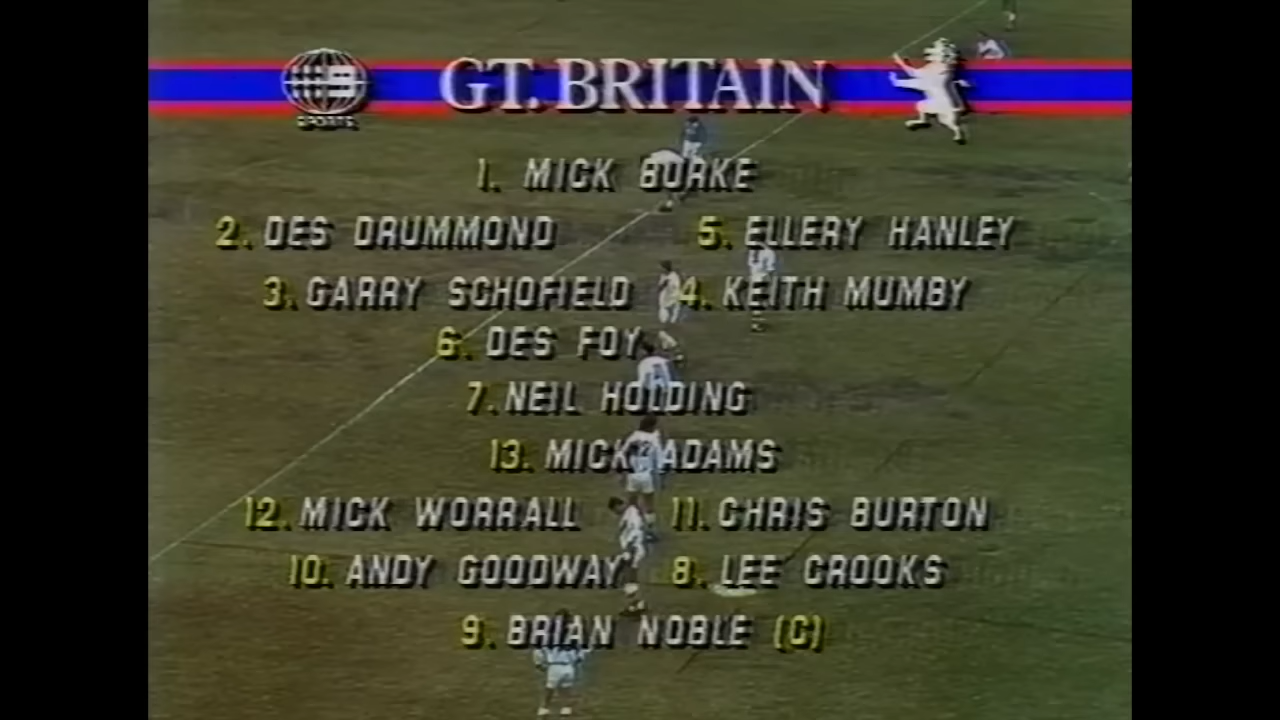 9
SPORTS
GT. BRITAIN
1. MICK BURKE
2. DES DRUMMOND 5. ELLERY HANLEY
3. GARRY SCHOFIELD 4. KEITH MUMBY
6. DES FOY
7. NEIL HOLDING
13. MICK ADAMS
12. MICK WORRALL 11. CHRIS BURTON
10. ANDY GOODWAY 8. LEE CROOKS
9. BRIAN NOBLE (C)